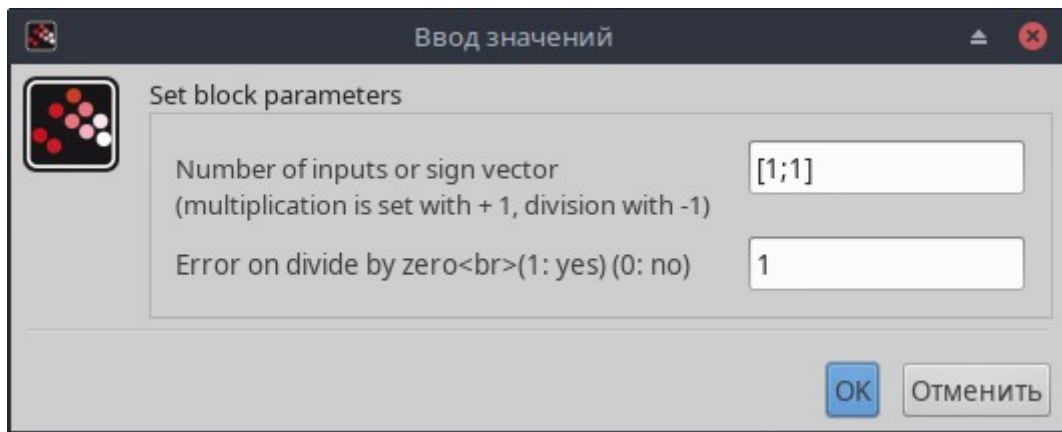 Ввод значений
Set block parameters
Number of inputs or sign vector
(multiplication is set with + 1, division with -1)
[1;1]
Error on divide by zero<br>(1: yes) (0: no)
1
OK
Отменить